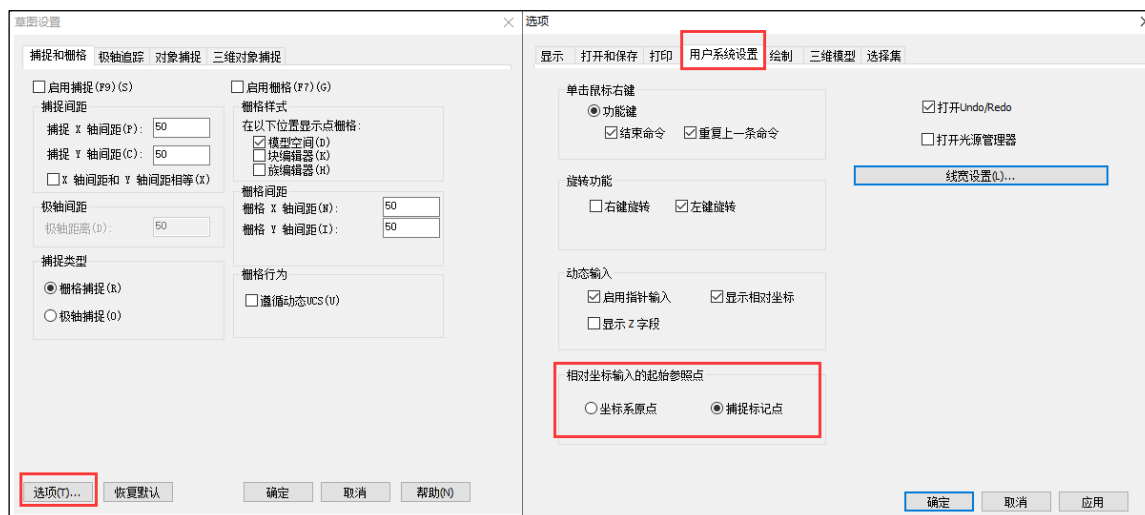 草图设置
捕捉和栅格 极轴追踪 对象捕捉 三维对象捕捉
启用捕捉(F9)(S) 启用栅格(F7)(G)
捕捉间距
捕捉 X 轴间距(P): 50
捕捉 Y 轴间距(C): 50
X 轴间距和 Y 轴间距相等(X)
极轴间距
极轴距离(D): 50
捕捉类型
栅格捕捉(R)
极轴捕捉(O)
栅格样式
在以下位置显示点栅格:
模型空间(D)
块编辑器(K)
族编辑器(H)
栅格间距
栅格 X 轴间距(N): 50
栅格 Y 轴间距(I): 50
栅格行为
遵循动态UCS(U)
选项(T)... 恢复默认 确定 取消 帮助(N)
选项
显示 打开和保存 打印 用户系统设置 绘制 三维模型 选择集
单击鼠标右键
功能键
结束命令 重复上一条命令
旋转功能
右键旋转 左键旋转
动态输入
启用指针输入 显示相对坐标
显示 Z 字段
相对坐标输入的起始参照点
坐标系原点 捕捉标记点
打开Undo/Redo
打开光源管理器
线宽设置(L)...
确定 取消 应用